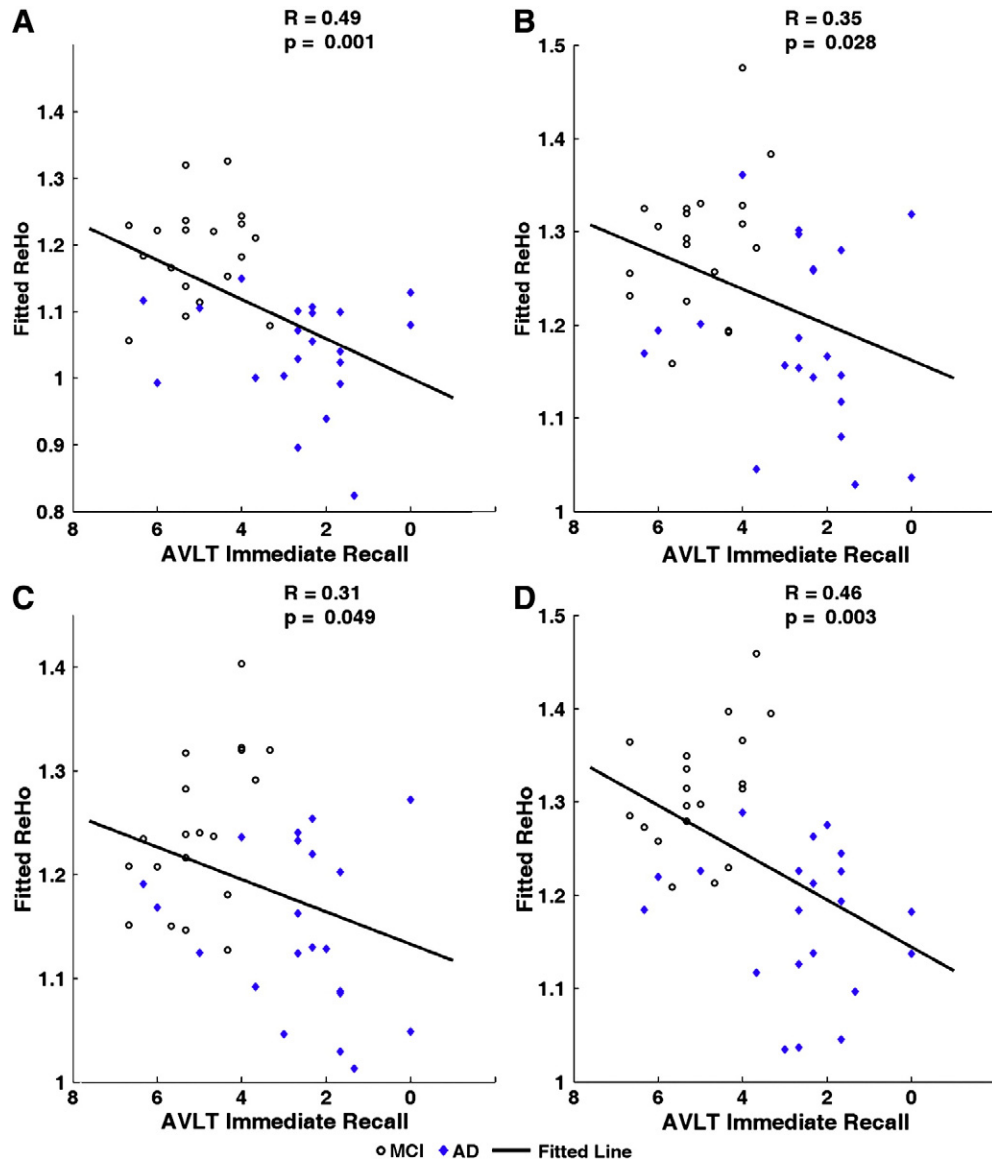 A
R = 0.49
p = 0.001
Fitted ReHo
1.4
1.3
1.2
1.1
1
0.9
0.8
8 6 4 2 0
AVLT Immediate Recall
B
R = 0.35
p = 0.028
Fitted ReHo
1.5
1.4
1.3
1.2
1.1
1
8 6 4 2 0
AVLT Immediate Recall
C
R = 0.31
p = 0.049
Fitted ReHo
1.4
1.3
1.2
1.1
1
8 6 4 2 0
AVLT Immediate Recall
D
R = 0.46
p = 0.003
Fitted ReHo
1.5
1.4
1.3
1.2
1.1
1
8 6 4 2 0
AVLT Immediate Recall
MCI AD Fitted Line